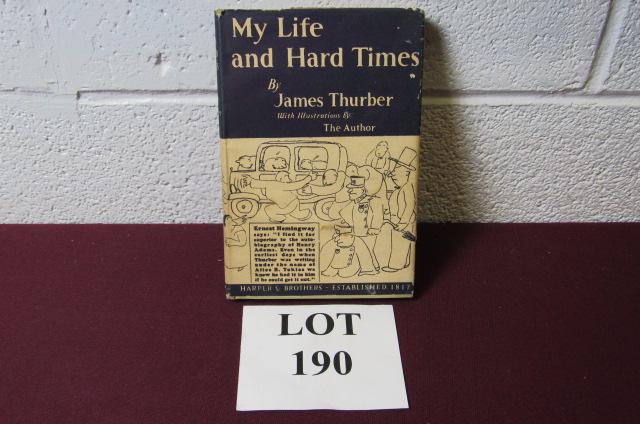 My Life
and Hard Times
By
James Thurber
With Illustrations By:
The Author
Ernest Hemingway
says: "I find it far
superior to the auto-
biography of Henry
Adams. Even in the
earliest days when
Thurber was writing
under the name of
Alice B. Toklas we
knew he had it in him
if he could get it out."
HARPER & BROTHERS - ESTABLISHED 1817
LOT
190